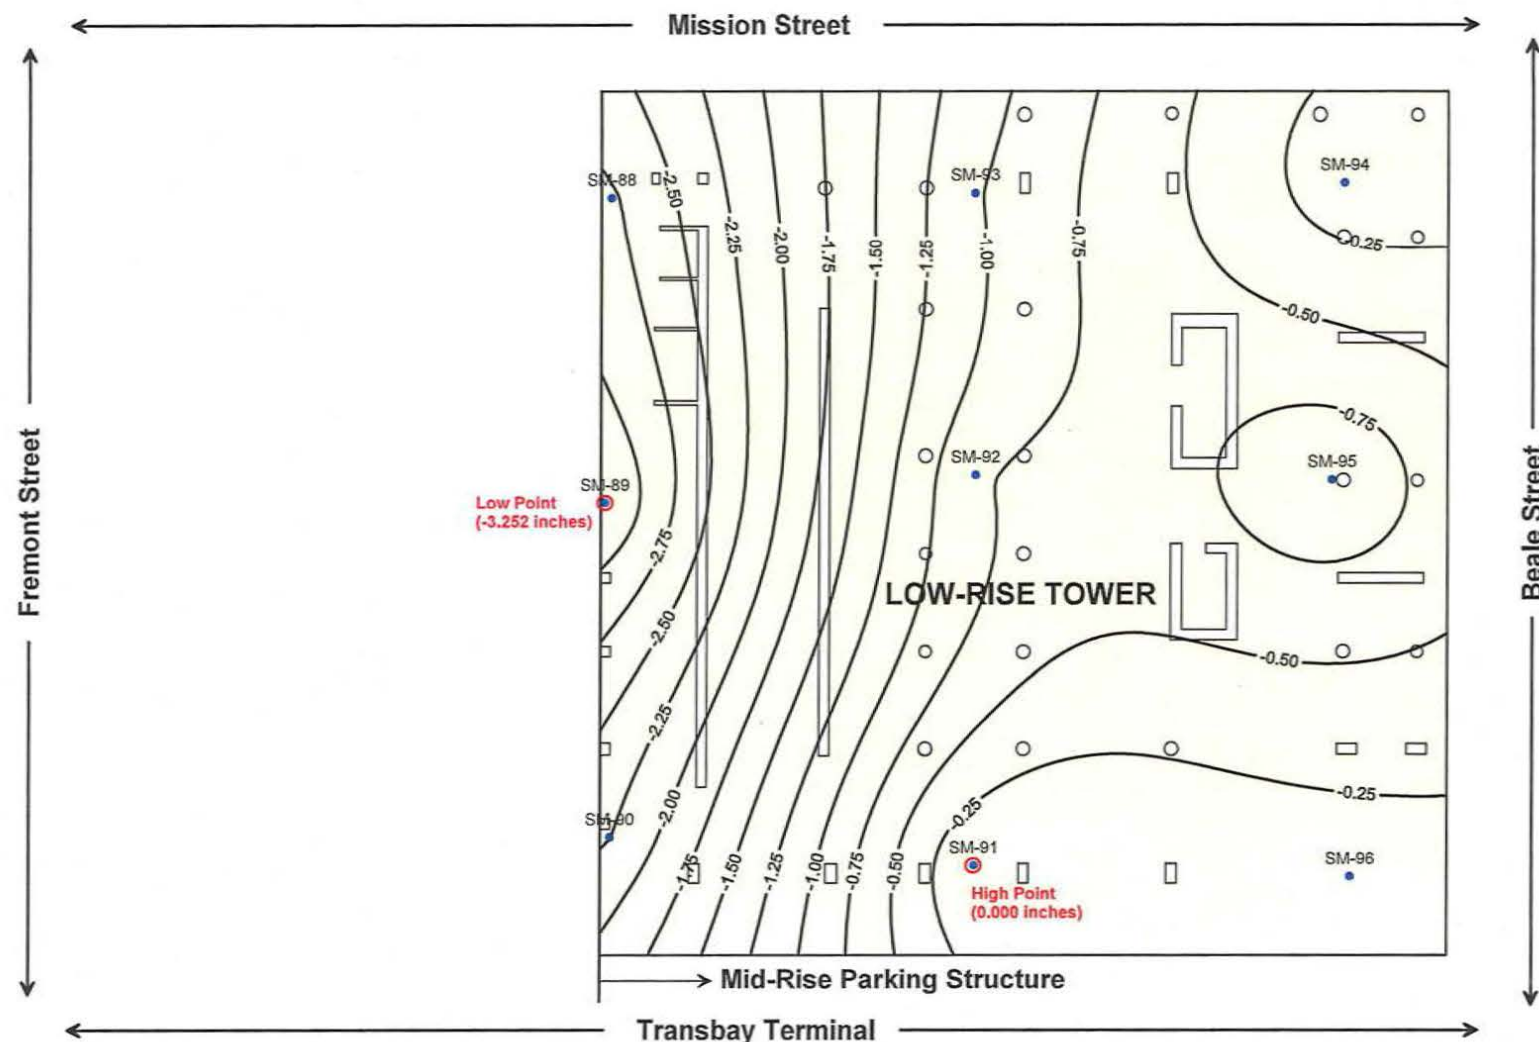 Mission Street
Fremont Street
Beale Street
SM-88
SM-93
SM-94
-2.50
-2.25
-2.00
-1.75
-1.50
-1.25
-1.00
-0.75
-0.25
-0.50
-0.75
SM-89
SM-92
SM-95
Low Point
(-3.252 inches)
-2.75
LOW-RISE TOWER
-2.50
-0.50
-2.25
-2.00
-0.25
-0.25
SM-90
SM-91
SM-96
-1.75
-1.50
-1.25
-1.00
-0.75
-0.50
High Point
(0.000 inches)
Mid-Rise Parking Structure
Transbay Terminal